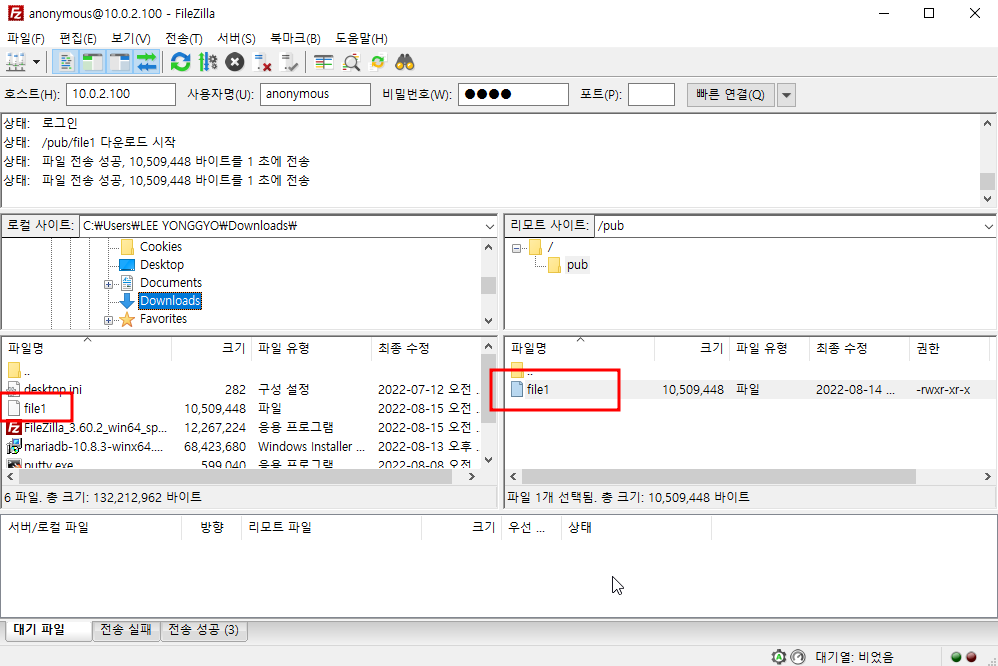 anonymous@10.0.2.100 - FileZilla
파일(F) 편집(E) 보기(V) 전송(T) 서버(S) 북마크(B) 도움말(H)
호스트(H): 10.0.2.100 사용자명(U): anonymous 비밀번호(W): ●●●● 포트(P): 빠른 연결(Q)
상태: 로그인
상태: /pub/file1 다운로드 시작
상태: 파일 전송 성공, 10,509,448 바이트를 1 초에 전송
상태: 파일 전송 성공, 10,509,448 바이트를 1 초에 전송
로컬 사이트: C:₩Users₩LEE YONGGYO₩Downloads₩
Cookies
Desktop
Documents
Downloads
Favorites
리모트 사이트: /pub
/
pub
파일명 크기 파일 유형 최종 수정
..
desktop.ini 282 구성 설정 2022-07-12 오전 ...
file1 10,509,448 파일 2022-08-15 오전 ...
FileZilla_3.60.2_win64_sp... 12,267,224 응용 프로그램 2022-08-15 오전 ...
mariadb-10.8.3-winx64.... 68,423,680 Windows Installer ... 2022-08-13 오후 ...
putty.exe 599,040 응용 프로그램 2022-08-08 오전 ...
6 파일. 총 크기: 132,212,962 바이트
파일명 크기 파일 유형 최종 수정 권한
..
file1 10,509,448 파일 2022-08-14 ... -rwxr-xr-x
파일 1개 선택됨. 총 크기: 10,509,448 바이트
서버/로컬 파일 방향 리모트 파일 크기 우선 ... 상태
대기 파일 전송 실패 전송 성공 (3)
대기열: 비었음